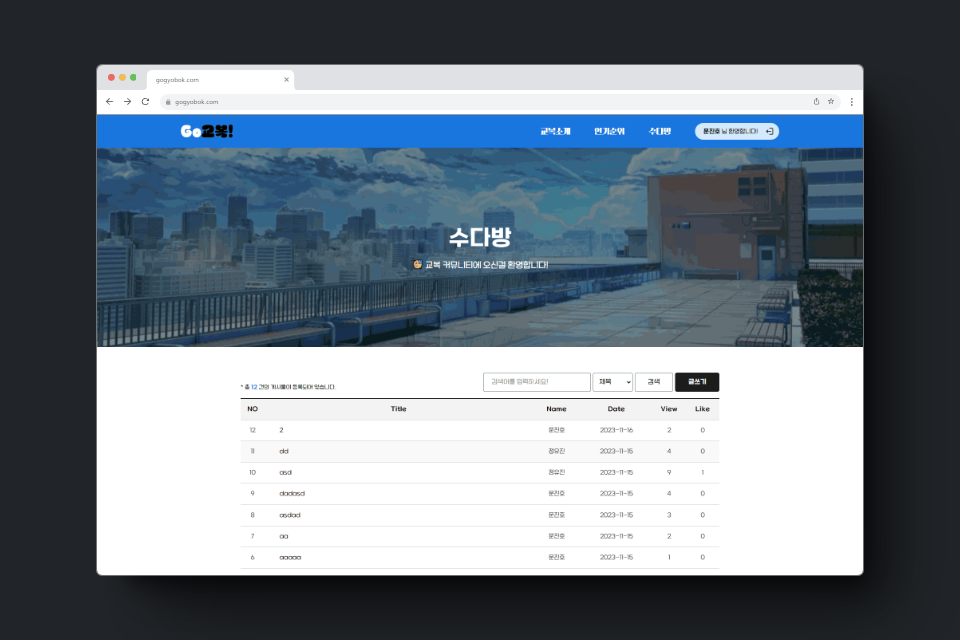 gogyobok.com
gogyobok.com
Go교복!
교복소개 인기순위 수다방 문진호 님 환영합니다!
수다방
교복 커뮤니티에 오신걸 환영합니다!
* 총 12 건의 게시물이 등록되어 있습니다.
검색어를 입력하세요! 제목 검색 글쓰기
NO Title Name Date View Like
12 2 문진호 2023-11-16 2 0
11 dd 정유진 2023-11-15 4 0
10 asd 정유진 2023-11-15 9 1
9 dadasd 문진호 2023-11-15 4 0
8 asdad 문진호 2023-11-15 3 0
7 aa 문진호 2023-11-15 2 0
6 aaaaa 문진호 2023-11-15 1 0